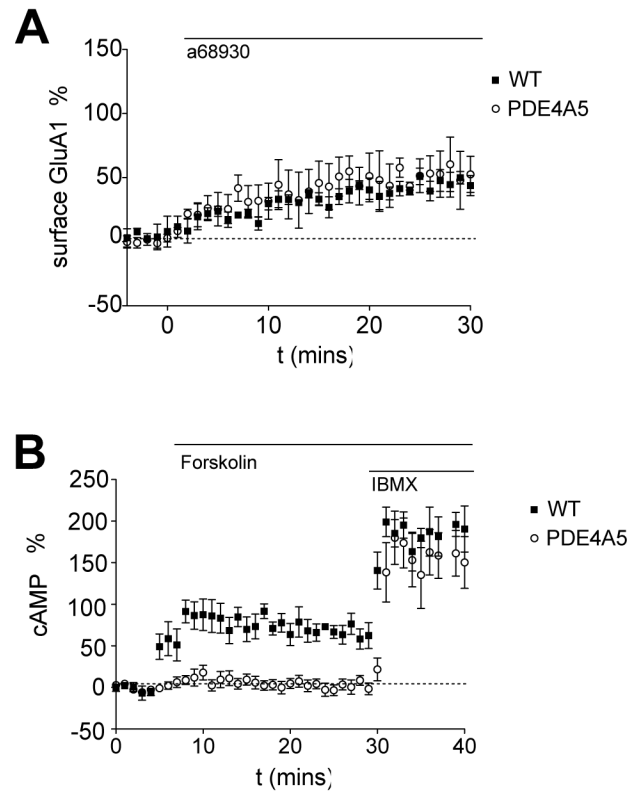 A
a68930
150
100
50
0
-50
surface GluA1 %
0 10 20 30
t (mins)
WT
PDE4A5
B
Forskolin
IBMX
250
200
150
100
50
0
-50
cAMP %
0 10 20 30 40
t (mins)
WT
PDE4A5